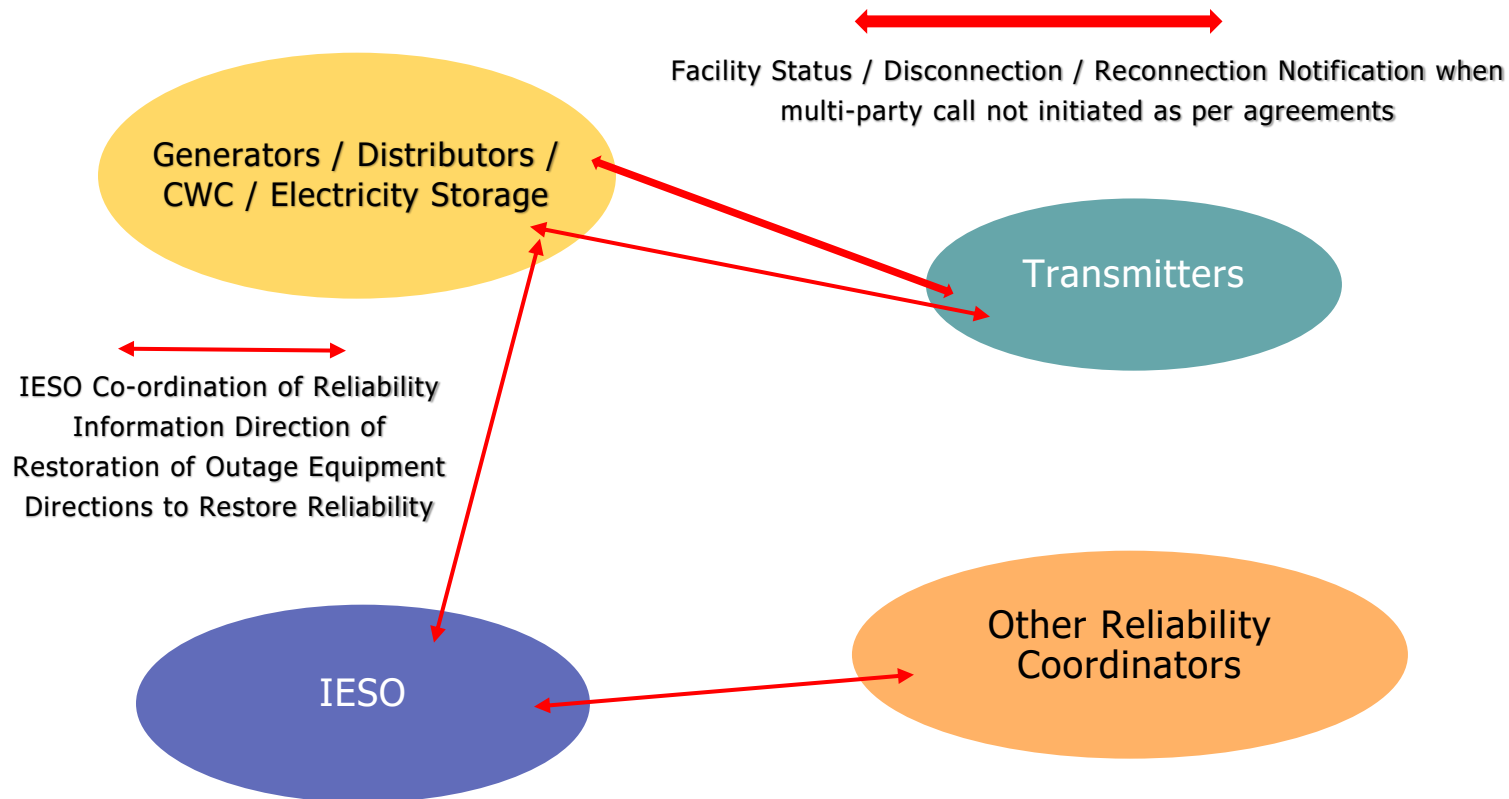 Facility Status / Disconnection / Reconnection Notification when
multi-party call not initiated as per agreements
Generators / Distributors /
CWC / Electricity Storage
Transmitters
IESO Co-ordination of Reliability
Information Direction of
Restoration of Outage Equipment
Directions to Restore Reliability
Other Reliability
Coordinators
IESO